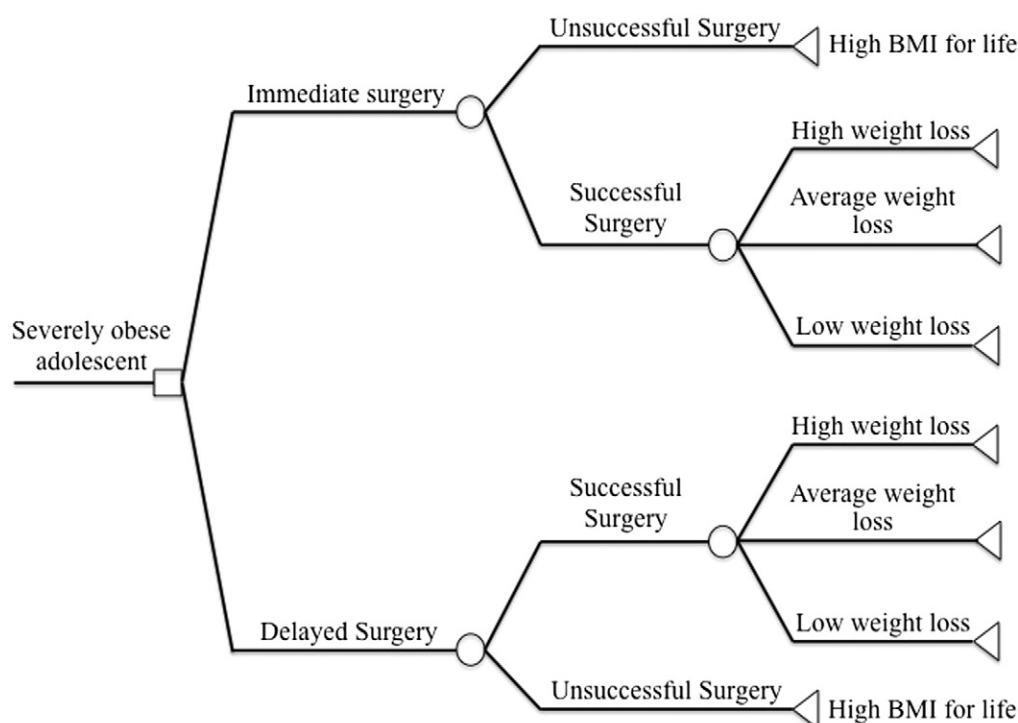 Unsuccessful Surgery
High BMI for life
Immediate surgery
High weight loss
Successful
Surgery
Average weight
loss
Low weight loss
Severely obese
adolescent
High weight loss
Successful
Surgery
Average weight
loss
Low weight loss
Delayed Surgery
Unsuccessful Surgery
High BMI for life